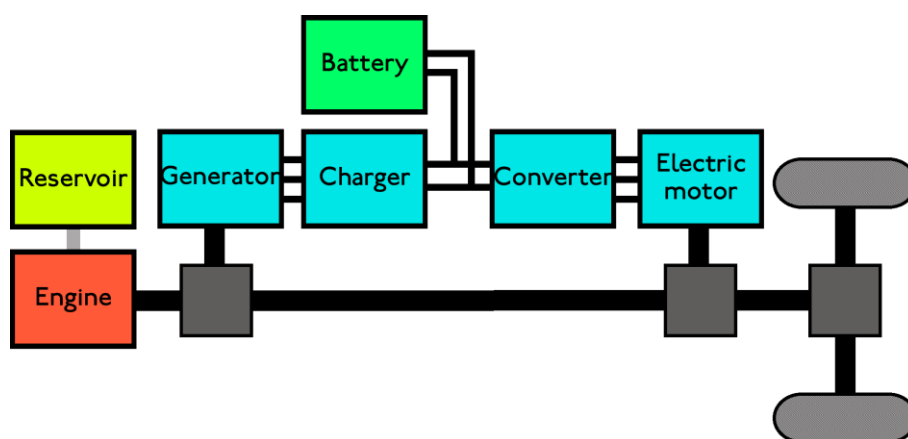 Battery
Reservoir
Generator
Charger
Converter
Electric
motor
Engine